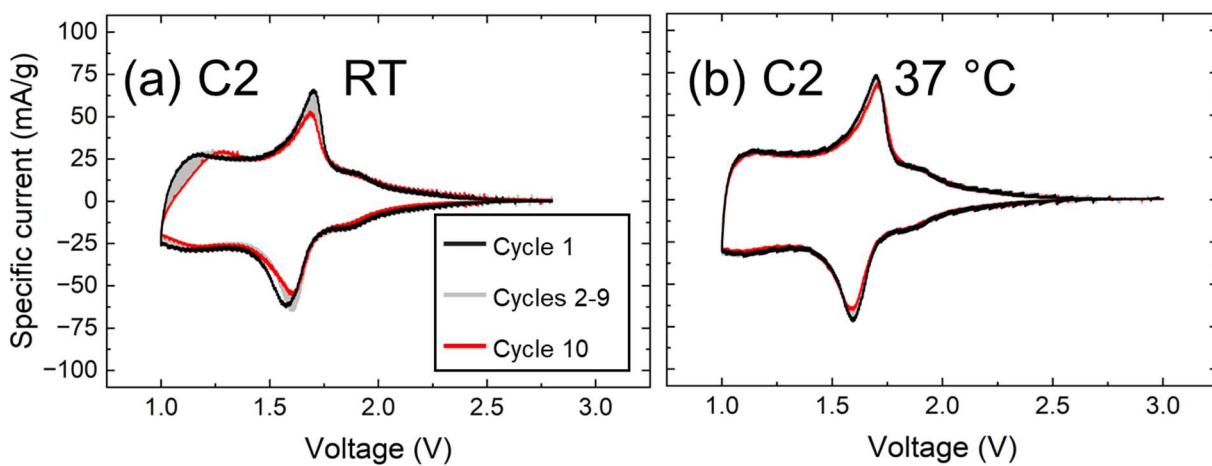 (a) C2 RT
(b) C2 37 °C
Specific current (mA/g)
100
75
50
25
0
−25
−50
−75
−100
Cycle 1
Cycles 2-9
Cycle 10
1.0 1.5 2.0 2.5 3.0
1.0 1.5 2.0 2.5 3.0
Voltage (V)
Voltage (V)